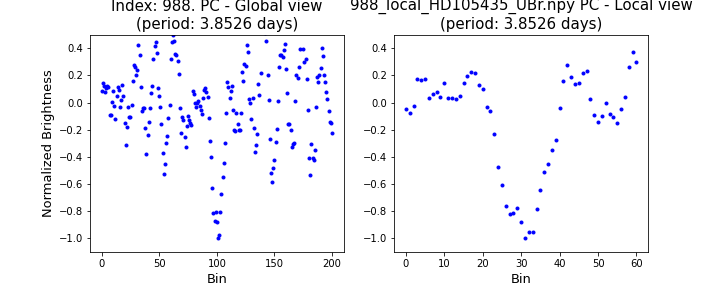 Index: 988. PC - Global view
(period: 3.8526 days)
988_local_HD105435_UBr.npy PC - Local view
(period: 3.8526 days)
Normalized Brightness
0.4
0.2
0.0
−0.2
−0.4
−0.6
−0.8
−1.0
0 50 100 150 200
Bin
0.4
0.2
0.0
−0.2
−0.4
−0.6
−0.8
−1.0
0 10 20 30 40 50 60
Bin